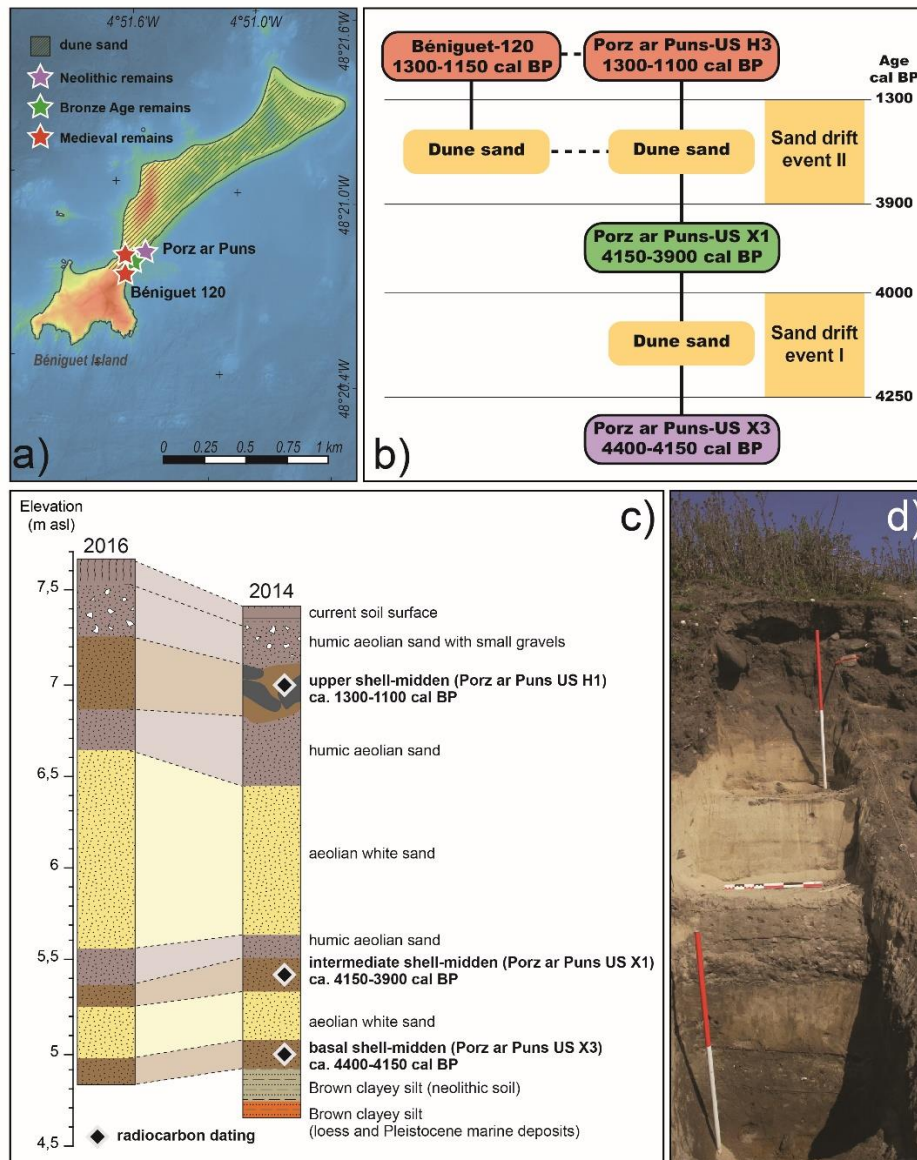 4°51.6'W
4°51.0'W
48°21.6'W
dune sand
Neolithic remains
Bronze Age remains
Medieval remains
48°21.0'W
Porz ar Puns
Béniguet 120
Béniguet Island
48°20.4'W
0 0.25 0.5 0.75 1 km
a)
Béniguet-120
1300-1150 cal BP
Porz ar Puns-US H3
1300-1100 cal BP
Age
cal BP
1300
Dune sand
Dune sand
Sand drift
event II
3900
Porz ar Puns-US X1
4150-3900 cal BP
4000
Dune sand
Sand drift
event I
4250
Porz ar Puns-US X3
4400-4150 cal BP
b)
c)
Elevation
(m asl)
2016
2014
7,5
7
6,5
6
5,5
5
4,5
current soil surface
humic aeolian sand with small gravels
upper shell-midden (Porz ar Puns US H1)
ca. 1300-1100 cal BP
humic aeolian sand
aeolian white sand
humic aeolian sand
intermediate shell-midden (Porz ar Puns US X1)
ca. 4150-3900 cal BP
aeolian white sand
basal shell-midden (Porz ar Puns US X3)
ca. 4400-4150 cal BP
Brown clayey silt (neolithic soil)
Brown clayey silt
(loess and Pleistocene marine deposits)
radiocarbon dating
d)